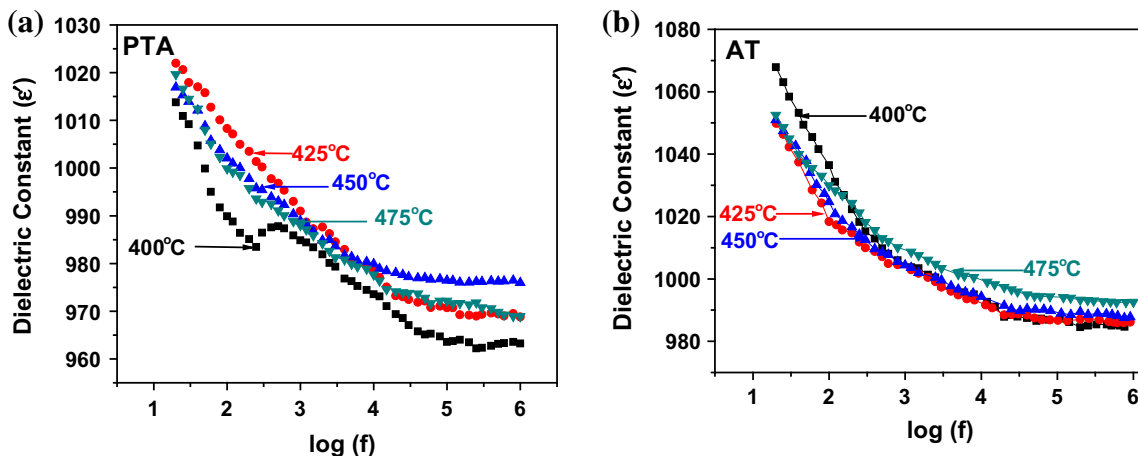 (a)
PTA
1030
1020
1010
1000
990
980
970
960
Dielectric Constant (ε′)
425°C
450°C
475°C
400°C
1 2 3 4 5 6
log (f)
(b)
AT
1080
1060
1040
1020
1000
980
Dielectric Constant (ε′)
400°C
425°C
450°C
475°C
1 2 3 4 5 6
log (f)